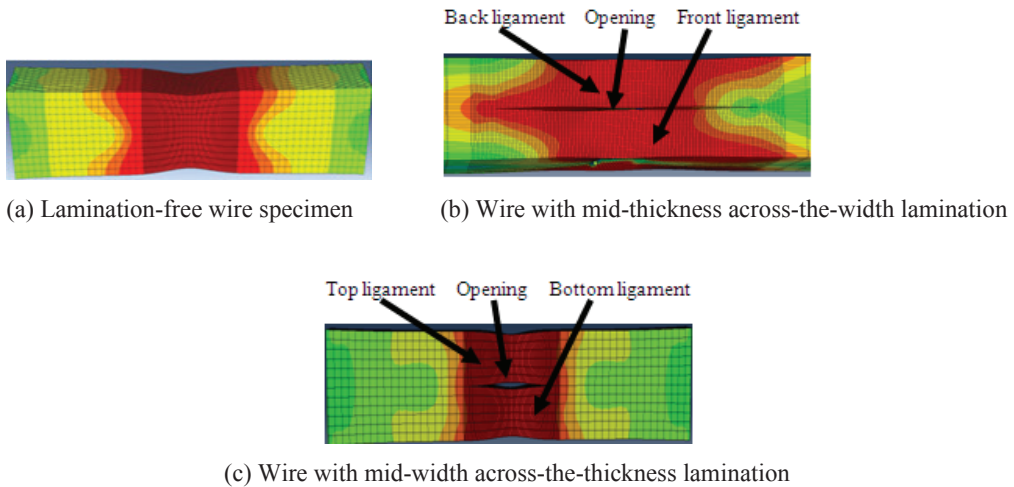 Back ligament Opening Front ligament
(a) Lamination-free wire specimen
(b) Wire with mid-thickness across-the-width lamination
Top ligament Opening Bottom ligament
(c) Wire with mid-width across-the-thickness lamination